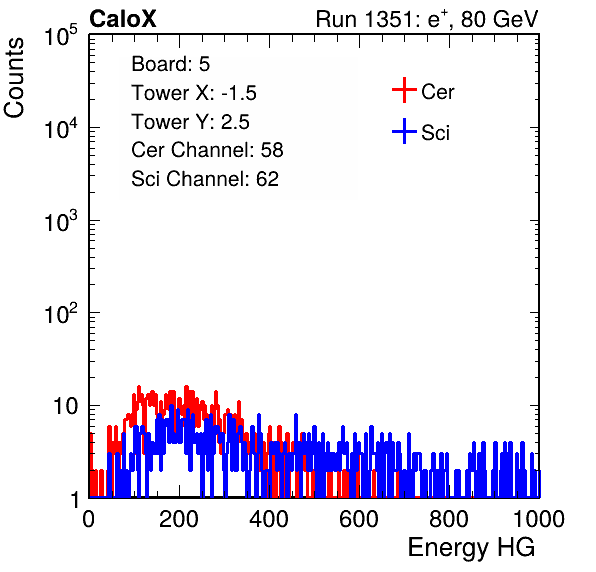 CaloX Run 1351: e⁺, 80 GeV
Counts
10⁵
10⁴
10³
10²
10
1
Board: 5
Tower X: -1.5
Tower Y: 2.5
Cer Channel: 58
Sci Channel: 62
Cer
Sci
0 200 400 600 800 1000
Energy HG